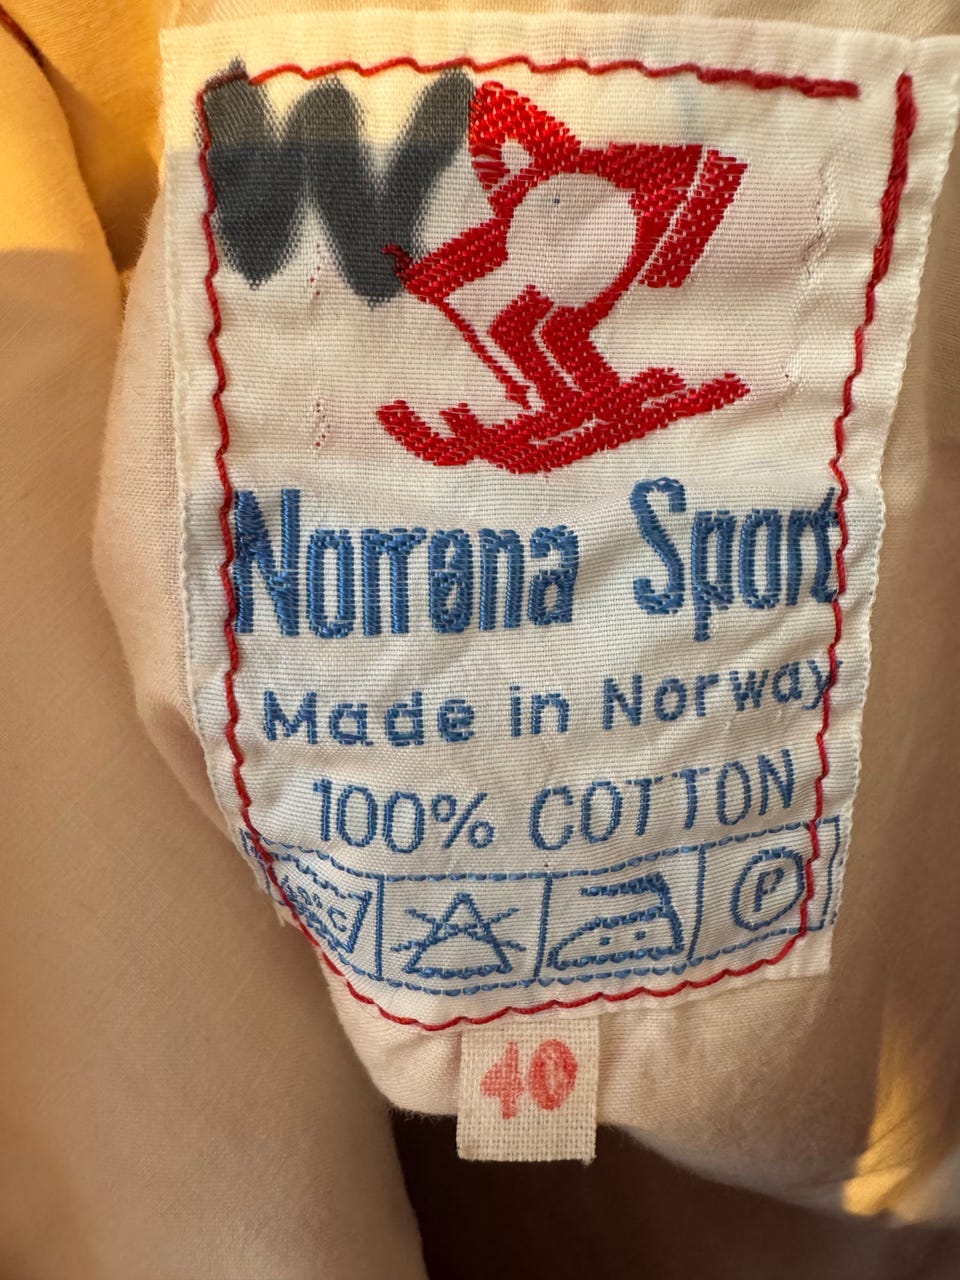 W
Norrøna Sport
Made in Norway
100% COTTON
P
40